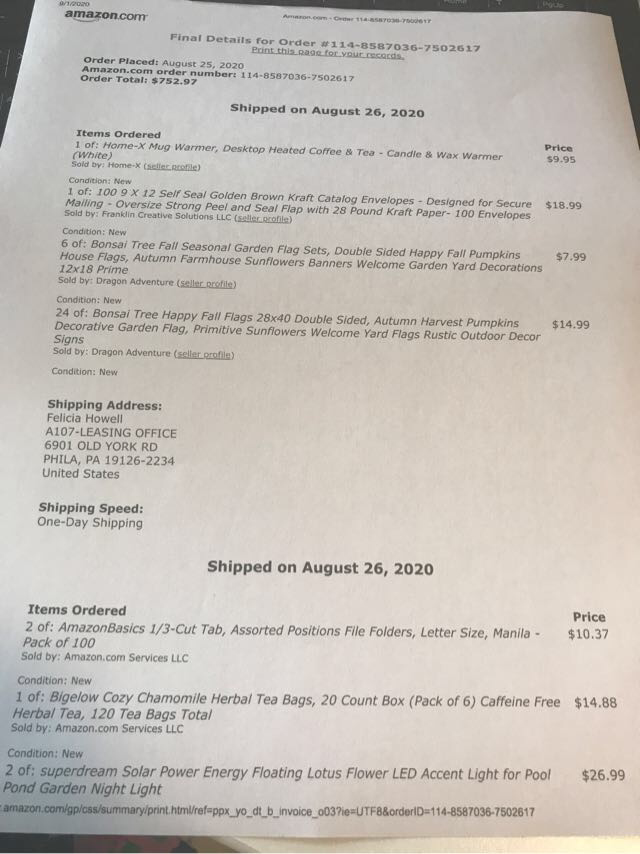 9/1/2020
Amazon.com - Order 114-8587036-7502617
amazon.com
Final Details for Order #114-8587036-7502617
Print this page for your records.
Order Placed: August 25, 2020
Amazon.com order number: 114-8587036-7502617
Order Total: $752.97
Shipped on August 26, 2020
Items Ordered
Price
1 of: Home-X Mug Warmer, Desktop Heated Coffee & Tea - Candle & Wax Warmer
$9.95
(White)
Sold by: Home-X (seller profile)
Condition: New
1 of: 100 9 X 12 Self Seal Golden Brown Kraft Catalog Envelopes - Designed for Secure
$18.99
Mailing - Oversize Strong Peel and Seal Flap with 28 Pound Kraft Paper- 100 Envelopes
Sold by: Franklin Creative Solutions LLC (seller profile)
Condition: New
6 of: Bonsai Tree Fall Seasonal Garden Flag Sets, Double Sided Happy Fall Pumpkins
$7.99
House Flags, Autumn Farmhouse Sunflowers Banners Welcome Garden Yard Decorations
12x18 Prime
Sold by: Dragon Adventure (seller profile)
Condition: New
24 of: Bonsai Tree Happy Fall Flags 28x40 Double Sided, Autumn Harvest Pumpkins
$14.99
Decorative Garden Flag, Primitive Sunflowers Welcome Yard Flags Rustic Outdoor Decor
Signs
Sold by: Dragon Adventure (seller profile)
Condition: New
Shipping Address:
Felicia Howell
A107-LEASING OFFICE
6901 OLD YORK RD
PHILA, PA 19126-2234
United States
Shipping Speed:
One-Day Shipping
Shipped on August 26, 2020
Items Ordered
Price
2 of: AmazonBasics 1/3-Cut Tab, Assorted Positions File Folders, Letter Size, Manila -
$10.37
Pack of 100
Sold by: Amazon.com Services LLC
Condition: New
1 of: Bigelow Cozy Chamomile Herbal Tea Bags, 20 Count Box (Pack of 6) Caffeine Free
$14.88
Herbal Tea, 120 Tea Bags Total
Sold by: Amazon.com Services LLC
Condition: New
2 of: superdream Solar Power Energy Floating Lotus Flower LED Accent Light for Pool
$26.99
Pond Garden Night Light
amazon.com/gp/css/summary/print.html/ref=ppx_yo_dt_b_invoice_o03?ie=UTF8&orderID=114-8587036-7502617